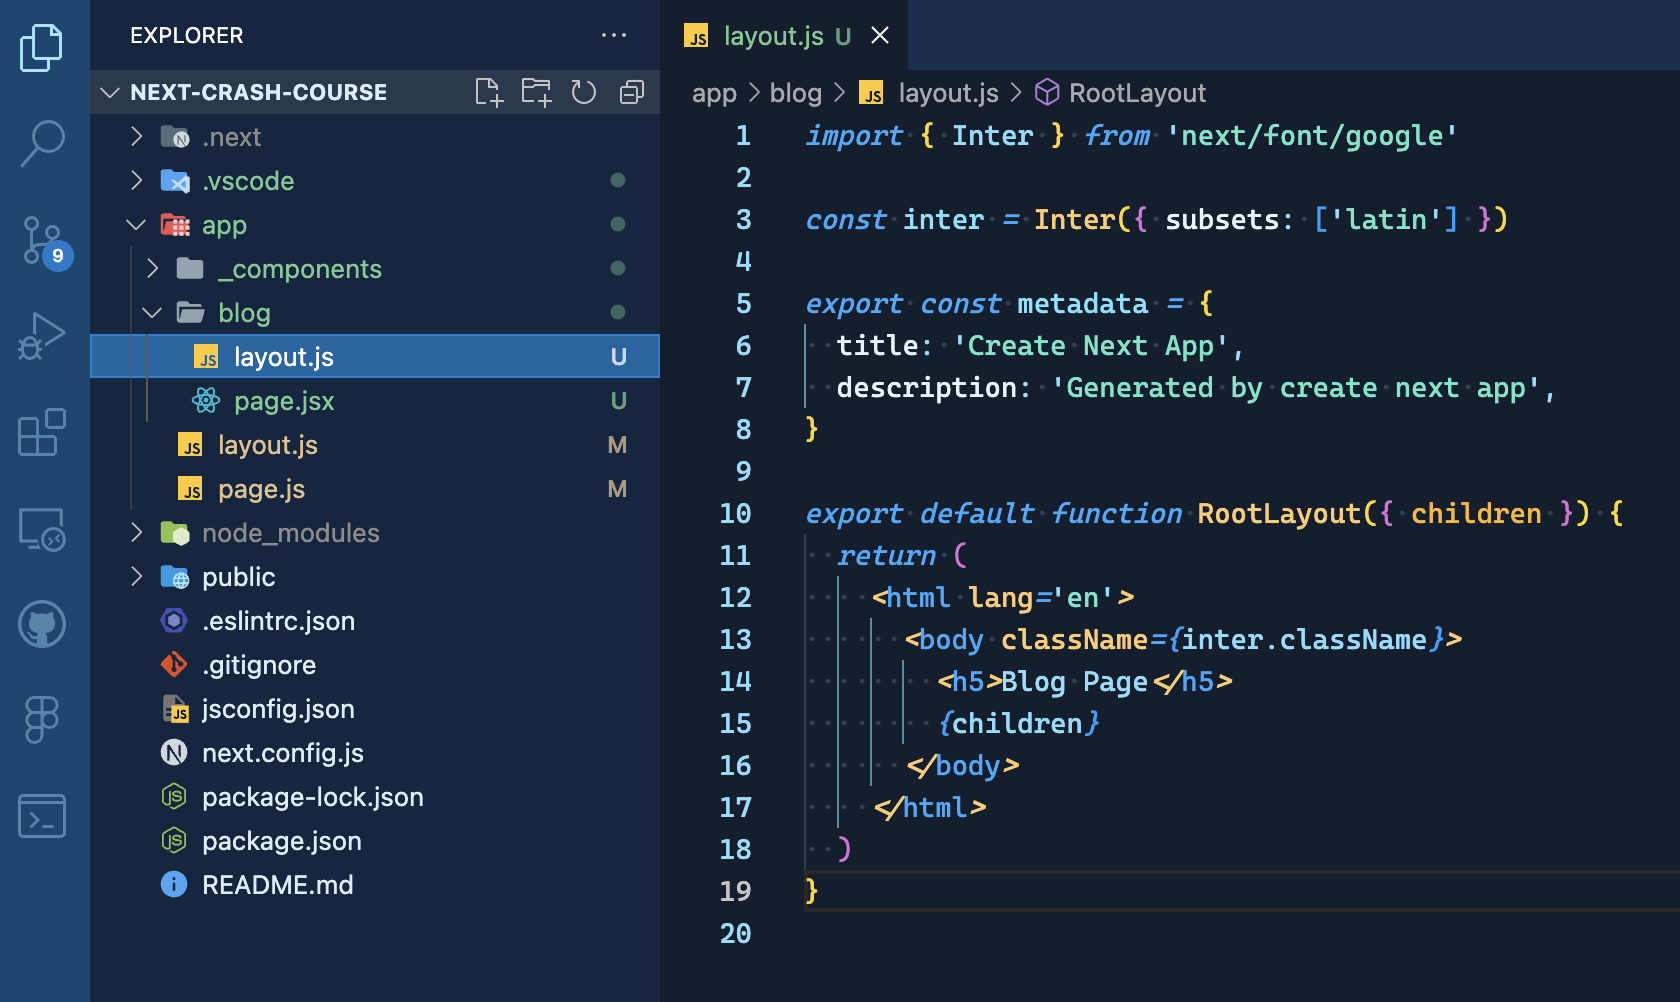 EXPLORER
NEXT-CRASH-COURSE
.next
.vscode
app
_components
blog
layout.js U
page.jsx U
layout.js M
page.js M
node_modules
public
.eslintrc.json
.gitignore
jsconfig.json
next.config.js
package-lock.json
package.json
README.md
9
layout.js U
app > blog > JS layout.js > RootLayout
1 import { Inter } from 'next/font/google'
2
3 const inter = Inter({ subsets: ['latin'] })
4
5 export const metadata = {
6   title: 'Create Next App',
7   description: 'Generated by create next app',
8 }
9
10 export default function RootLayout({ children }) {
11   return (
12     <html lang='en'>
13       <body className={inter.className}>
14         <h5>Blog Page</h5>
15         {children}
16       </body>
17     </html>
18   )
19 }
20